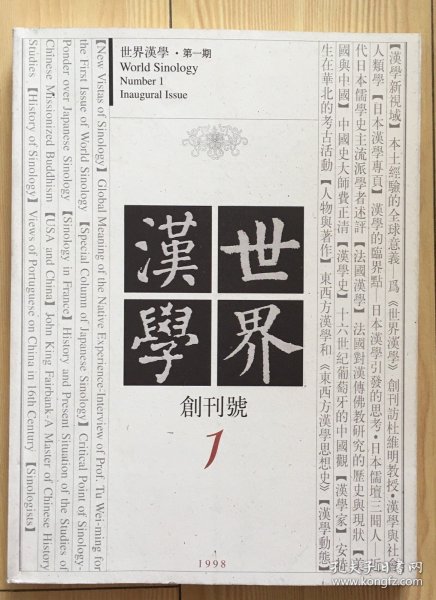 世界漢學·第一期
World Sinology
Number 1
Inaugural Issue
【漢學新視域】 本土經驗的全球意義—爲《世界漢學》創刊訪杜維明教授·漢學與社會
人類學【日本漢學專頁】 漢學的臨界點—日本漢學引發的思考·日本儒壇三聞人—近
代日本儒學史主流派學者述評【法國漢學】 法國對漢傳佛教研究的歷史與現狀【美
國與中國】 中國史大師費正清【漢學史】 十六世紀葡萄牙的中國觀【漢學家】 安特
生在華北的考古活動【人物與著作】 東西方漢學和《東西方漢學思想史》【漢學動態】
世界
漢學
創刊號
1
【New Vistas of Sinology】 Global Meaning of the Native Experience-Interview of Prof. Tu Wei-ming for
the First Issue of World Sinology 【Special Column of Japanese Sinology】 Critical Point of Sinology-
Ponder over Japanese Sinology 【Sinology in France】 History and Present Situation of the Studies of
Chinese Missionized Buddhism 【USA and China】 John King Fairbank-A Master of Chinese History
Studies 【History of Sinology】 Views of Portuguese on China in 16th Century 【Sinologists】
1998
孔夫子旧书网
kongfz.com